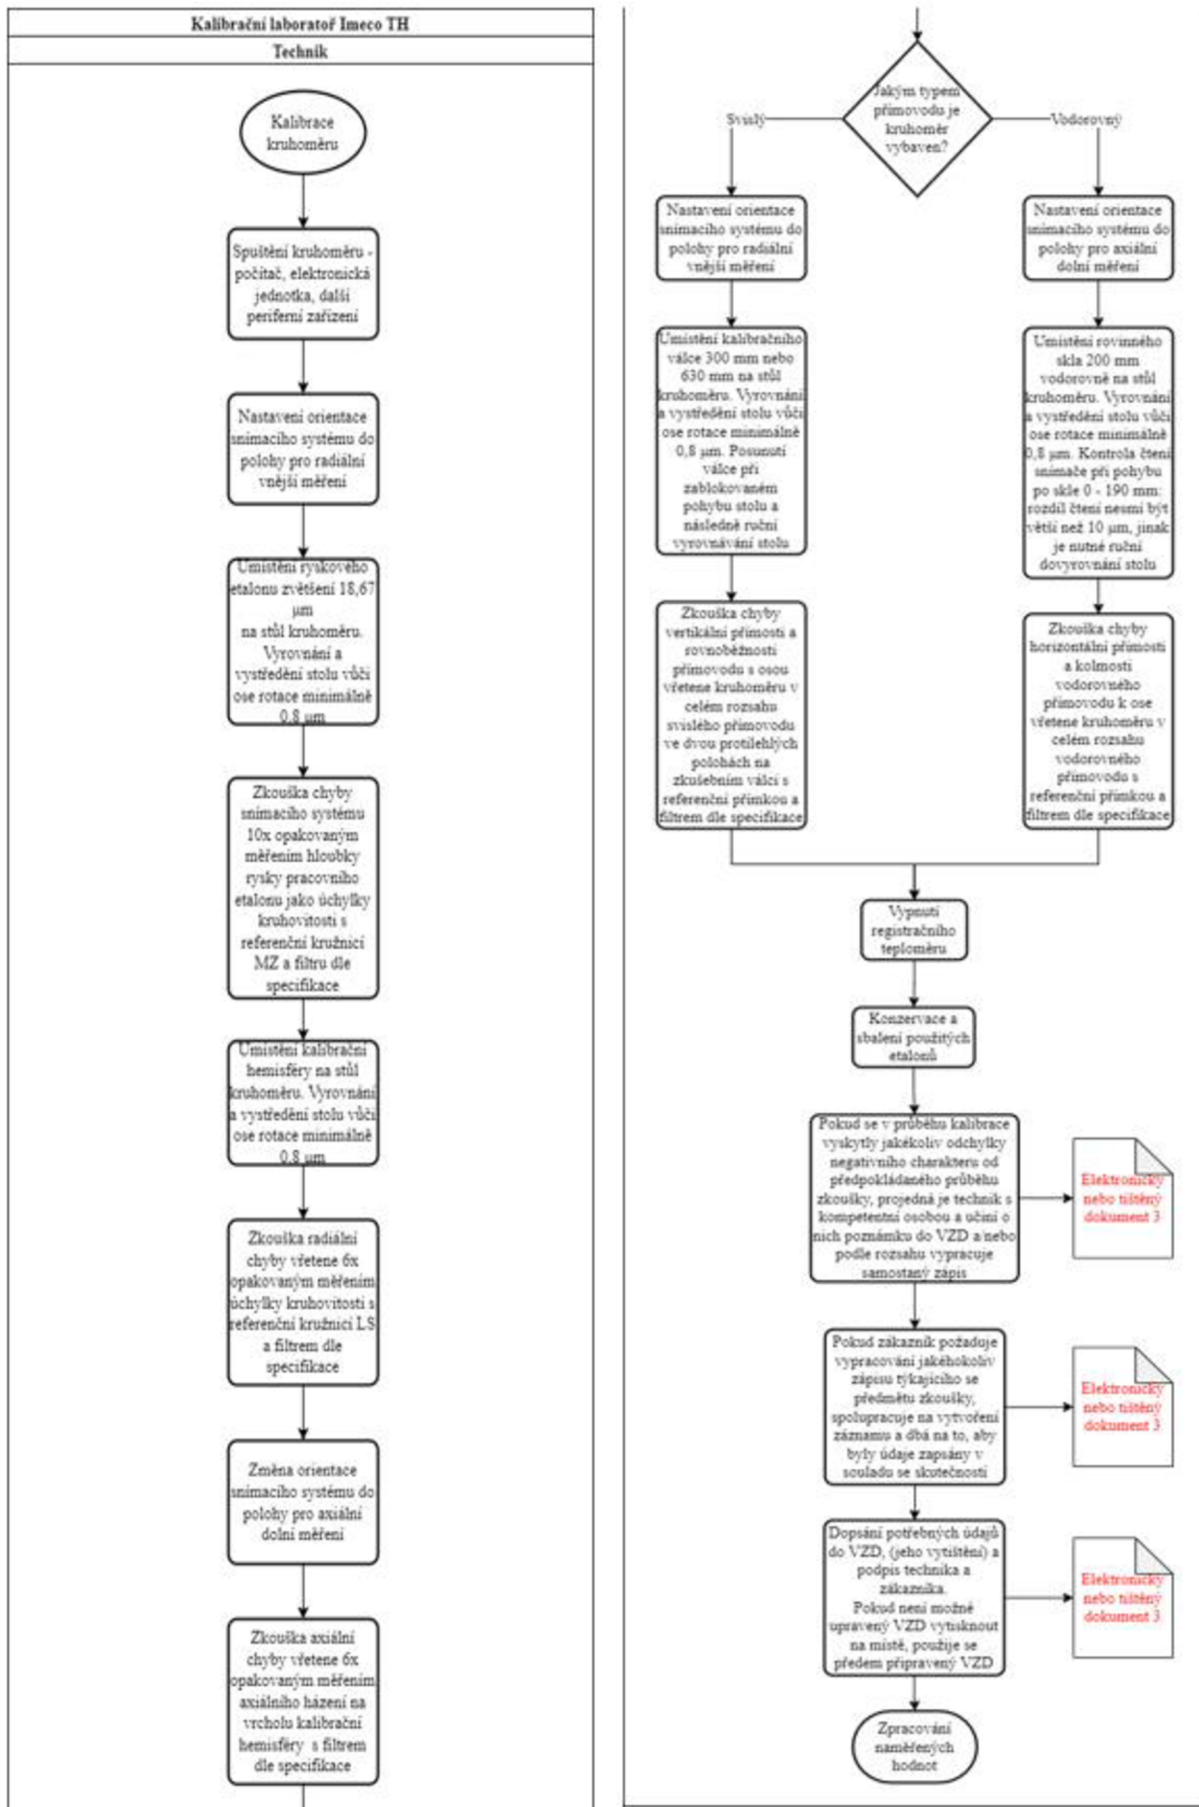 Kalibrační laboratoř Imeco TH
Technik
Kalibrace
kruhoměru
Spuštění kruhoměru -
počítač, elektronická
jednotka, další
periferní zařízení
Nastavení orientace
snímacího systému do
polohy pro radiální
vnější měření
Umístění ryskového
etalonu zvětšení 18,67
µm
na stůl kruhoměru.
Vyrovnání a
vystředění stolu vůči
ose rotace minimálně
0,8 µm
Zkouška chyby
snímacího systému
10x opakovaným
měřením hloubky
rysky pracovního
etalonu jako úchylky
kruhovitosti s
referenční kružnicí
MZ a filtru dle
specifikace
Umístění kalibrační
hemisféry na stůl
kruhoměru. Vyrovnání
a vystředění stolu vůči
ose rotace minimálně
0,8 µm
Zkouška radiální
chyby vřetene 6x
opakovaným měřením
úchylky kruhovitosti s
referenční kružnicí LS
a filtrem dle
specifikace
Změna orientace
snímacího systému do
polohy pro axiální
dolní měření
Zkouška axiální
chyby vřetene 6x
opakovaným měřením
axiálního házení na
vrcholu kalibrační
hemisféry s filtrem
dle specifikace
Jakým typem
přímovodu je
kruhoměr
vybaven?
Svislý
Vodorovný
Nastavení orientace
snímacího systému do
polohy pro radiální
vnější měření
Umístění kalibračního
válce 300 mm nebo
630 mm na stůl
kruhoměru. Vyrovnání
a vystředění stolu vůči
ose rotace minimálně
0,8 µm. Posunutí
válce při
zablokovaném
pohybu stolu a
následně ruční
vyrovnávání stolu
Zkouška chyby
vertikální přímosti a
rovnoběžnosti
přímovodu s osou
vřetene kruhoměru v
celém rozsahu
svislého přímovodu
ve dvou protilehlých
polohách na
zkušebním válci s
referenční přímkou a
filtrem dle specifikace
Nastavení orientace
snímacího systému do
polohy pro axiální
dolní měření
Umístění rovinného
skla 200 mm
vodorovně na stůl
kruhoměru. Vyrovnání
a vystředění stolu vůči
ose rotace minimálně
0,8 µm. Kontrola čtení
snímače při pohybu
po skle 0 - 190 mm:
rozdíl čtení nesmí být
větší než 10 µm, jinak
je nutné ruční
dovyrovnání stolu
Zkouška chyby
horizontální přímosti
a kolmosti
vodorovného
přímovodu k ose
vřetene kruhoměru v
celém rozsahu
vodorovného
přímovodu s
referenční přímkou a
filtrem dle specifikace
Vypnutí
registračního
teploměru
Konzervace a
sbalení použitých
etalonů
Pokud se v průběhu kalibrace
vyskytly jakékoliv odchylky
negativního charakteru od
předpokládaného průběhu
zkoušky, projedná je technik s
kompetentní osobou a učiní o
nich poznámku do VZD a/nebo
podle rozsahu vypracuje
samostaný zápis
Elektronický
nebo tištěný
dokument 3
Pokud zákazník požaduje
vypracování jakéhokoliv
zápisu týkajícího se
předmětu zkoušky,
spolupracuje na vytvoření
záznamu a dbá na to, aby
byly údaje zapsány v
souladu se skutečností
Elektronický
nebo tištěný
dokument 3
Dopsání potřebných údajů
do VZD, (jeho vytištění) a
podpis technika a
zákazníka.
Pokud není možné
upravený VZD vytisknout
na místě, použije se
předem připravený VZD
Elektronický
nebo tištěný
dokument 3
Zpracování
naměřených
hodnot